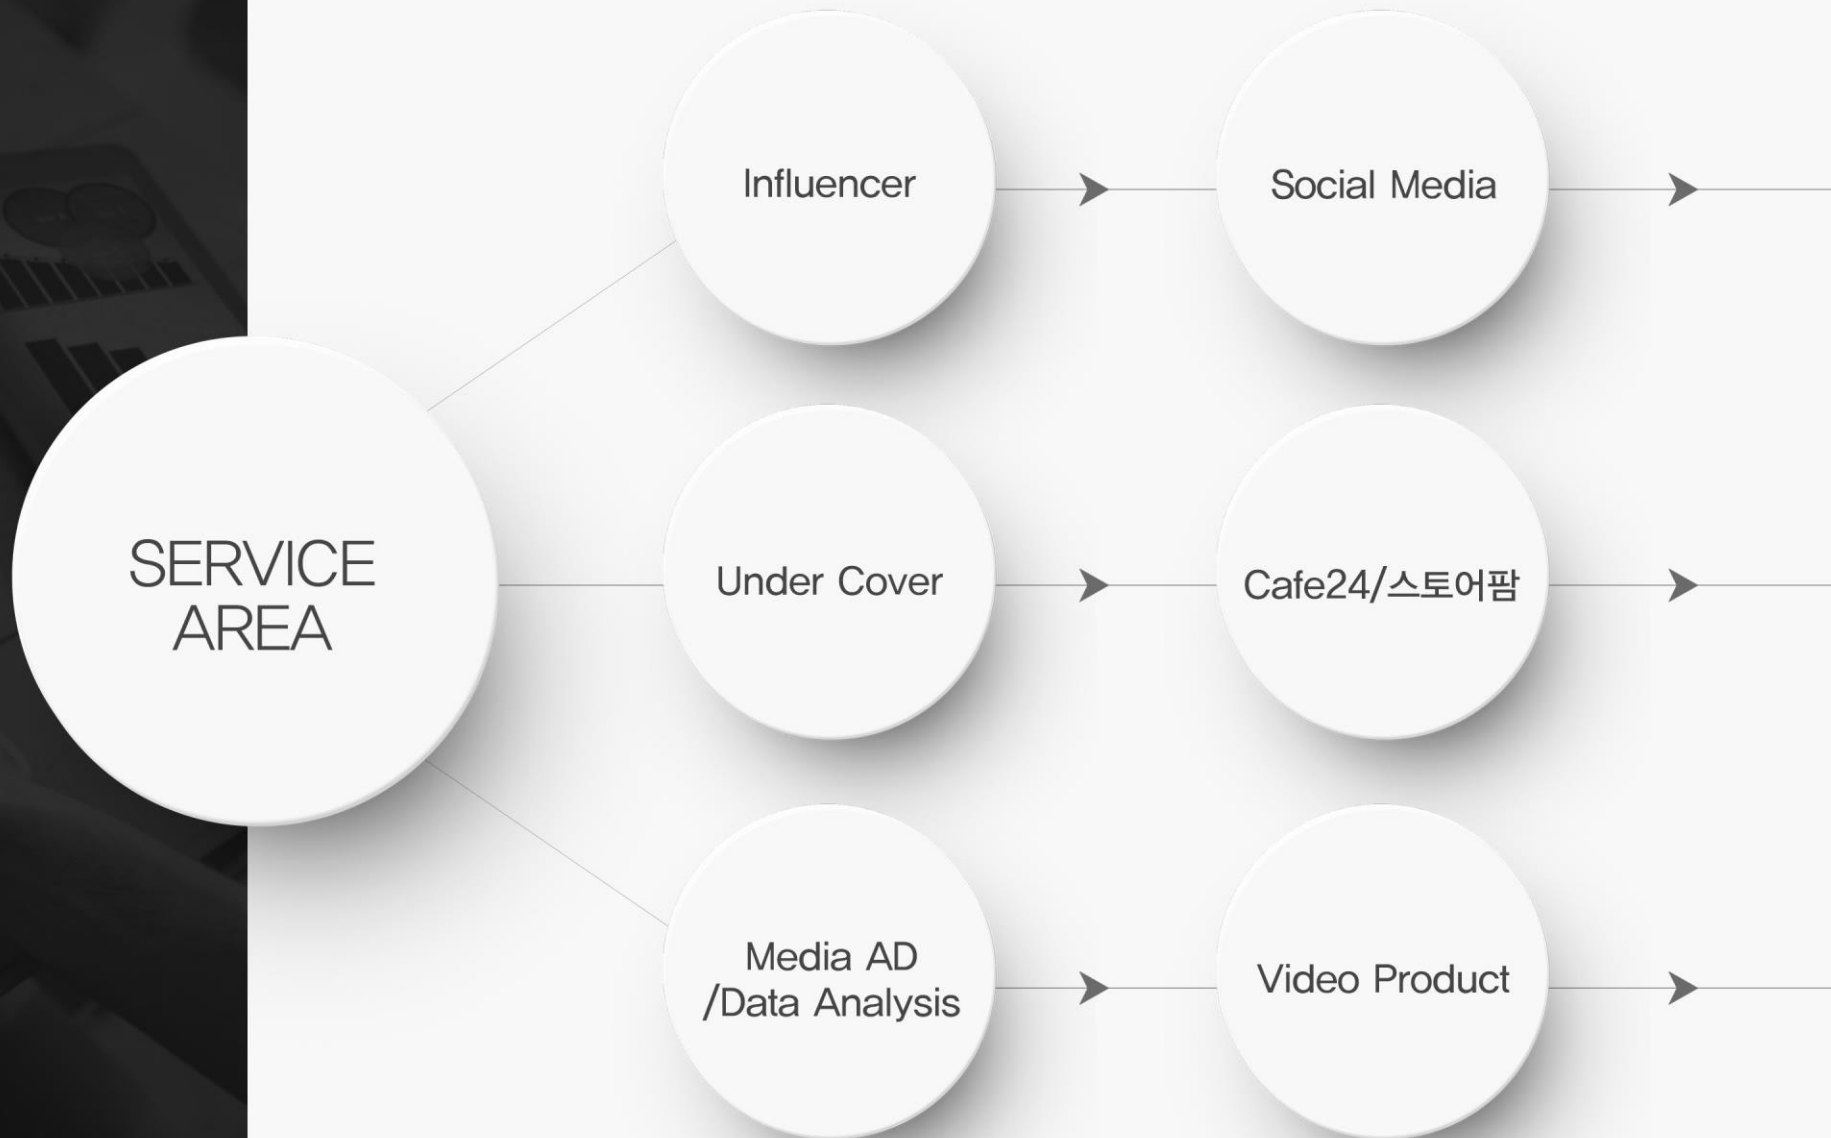 SERVICE
AREA
Influencer
Social Media
Under Cover
Cafe24/스토어팜
Media AD
/Data Analysis
Video Product